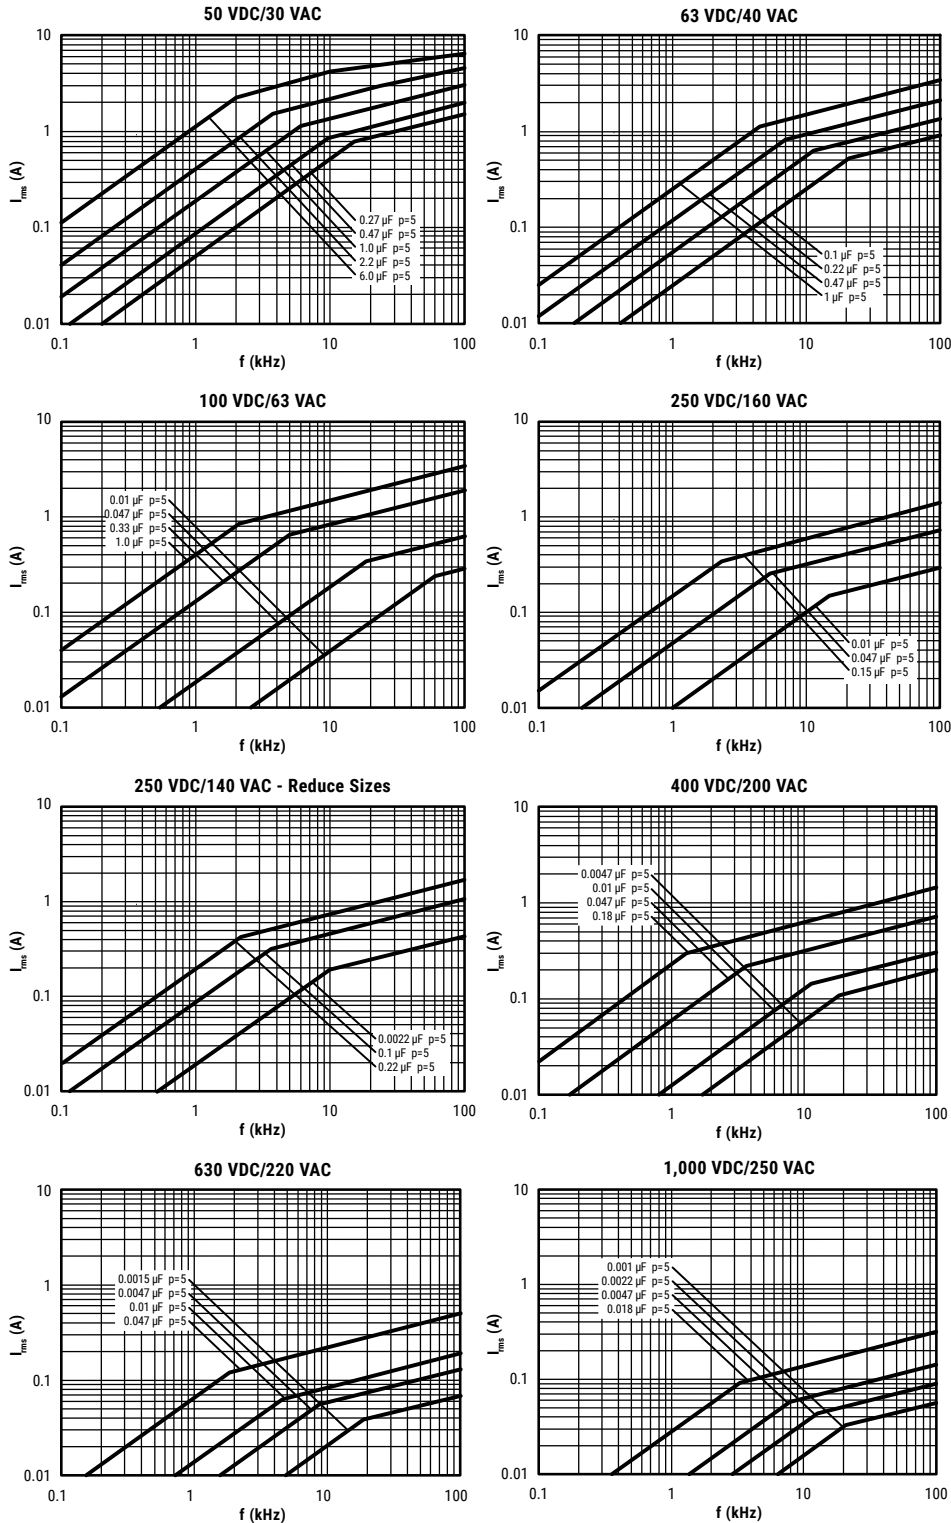 50 VDC/30 VAC
10
1
0.1
0.01
I rms (A)
0.27 µF p=5
0.47 µF p=5
1.0 µF p=5
2.2 µF p=5
6.0 µF p=5
0.1 1 10 100
f (kHz)
63 VDC/40 VAC
10
1
0.1
0.01
I rms (A)
0.1 µF p=5
0.22 µF p=5
0.47 µF p=5
1 µF p=5
0.1 1 10 100
f (kHz)
100 VDC/63 VAC
10
1
0.1
0.01
I rms (A)
0.01 µF p=5
0.047 µF p=5
0.33 µF p=5
1.0 µF p=5
0.1 1 10 100
f (kHz)
250 VDC/160 VAC
10
1
0.1
0.01
I rms (A)
0.01 µF p=5
0.047 µF p=5
0.15 µF p=5
0.1 1 10 100
f (kHz)
250 VDC/140 VAC - Reduce Sizes
10
1
0.1
0.01
I rms (A)
0.0022 µF p=5
0.1 µF p=5
0.22 µF p=5
0.1 1 10 100
f (kHz)
400 VDC/200 VAC
10
1
0.1
0.01
I rms (A)
0.0047 µF p=5
0.01 µF p=5
0.047 µF p=5
0.18 µF p=5
0.1 1 10 100
f (kHz)
630 VDC/220 VAC
10
1
0.1
0.01
I rms (A)
0.0015 µF p=5
0.0047 µF p=5
0.01 µF p=5
0.047 µF p=5
0.1 1 10 100
f (kHz)
1,000 VDC/250 VAC
10
1
0.1
0.01
I rms (A)
0.001 µF p=5
0.0022 µF p=5
0.0047 µF p=5
0.018 µF p=5
0.1 1 10 100
f (kHz)